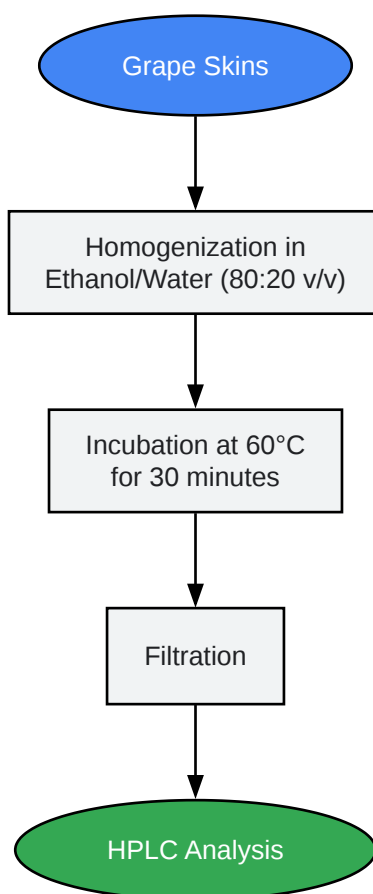 Grape Skins
Homogenization in
Ethanol/Water (80:20 v/v)
Incubation at 60°C
for 30 minutes
Filtration
HPLC Analysis